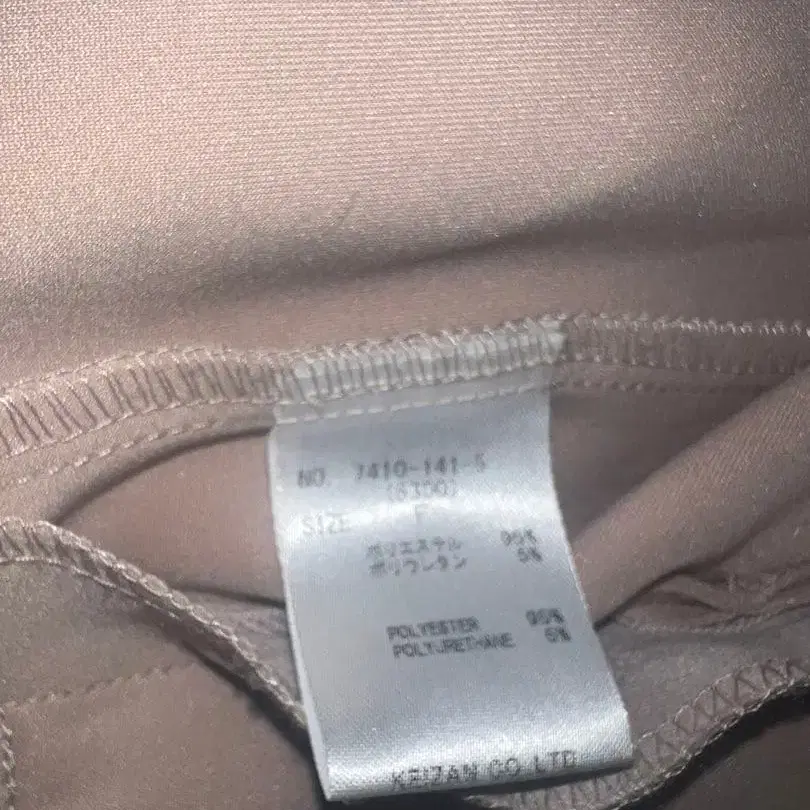 NO. 7410-141-5
(6300)
SIZE F
ポリエステル 95%
ポリウレタン 5%
POLYESTER 95%
POLYURETHANE 5%
KEIZAN CO LTD